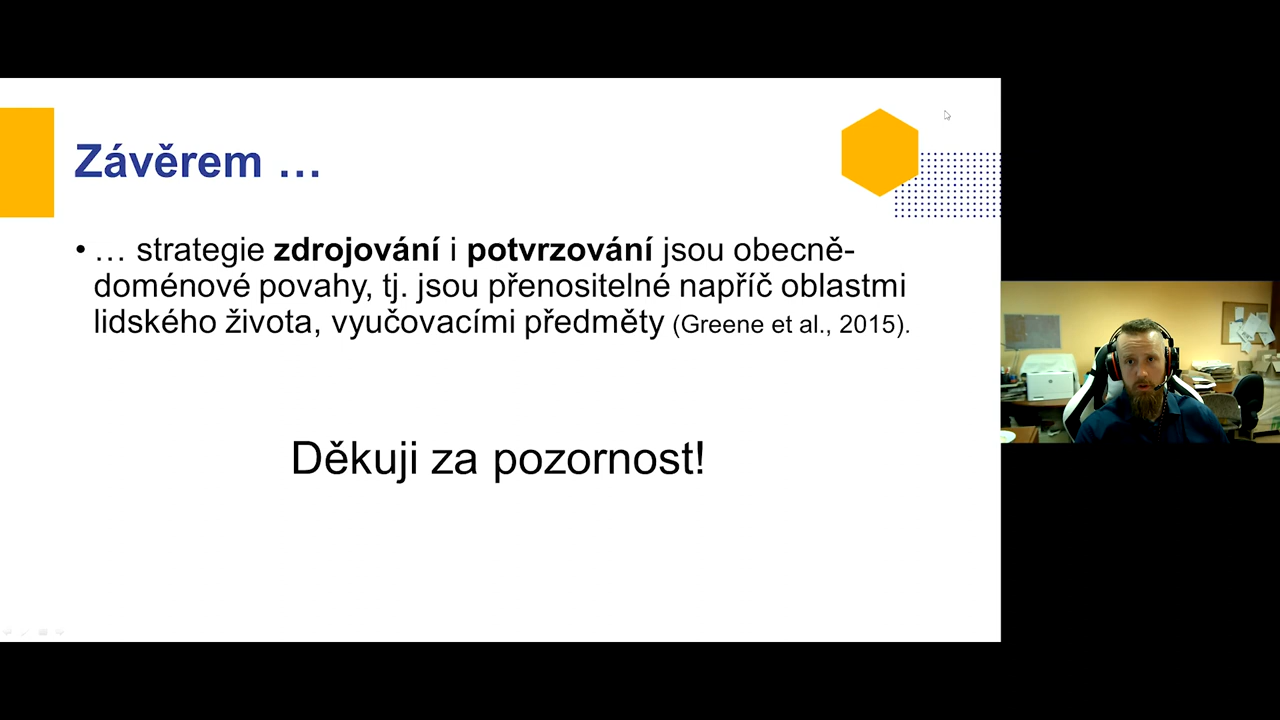 Závěrem …
• … strategie zdrojování i potvrzování jsou obecně-
doménové povahy, tj. jsou přenositelné napříč oblastmi
lidského života, vyučovacími předměty (Greene et al., 2015).
Děkuji za pozornost!